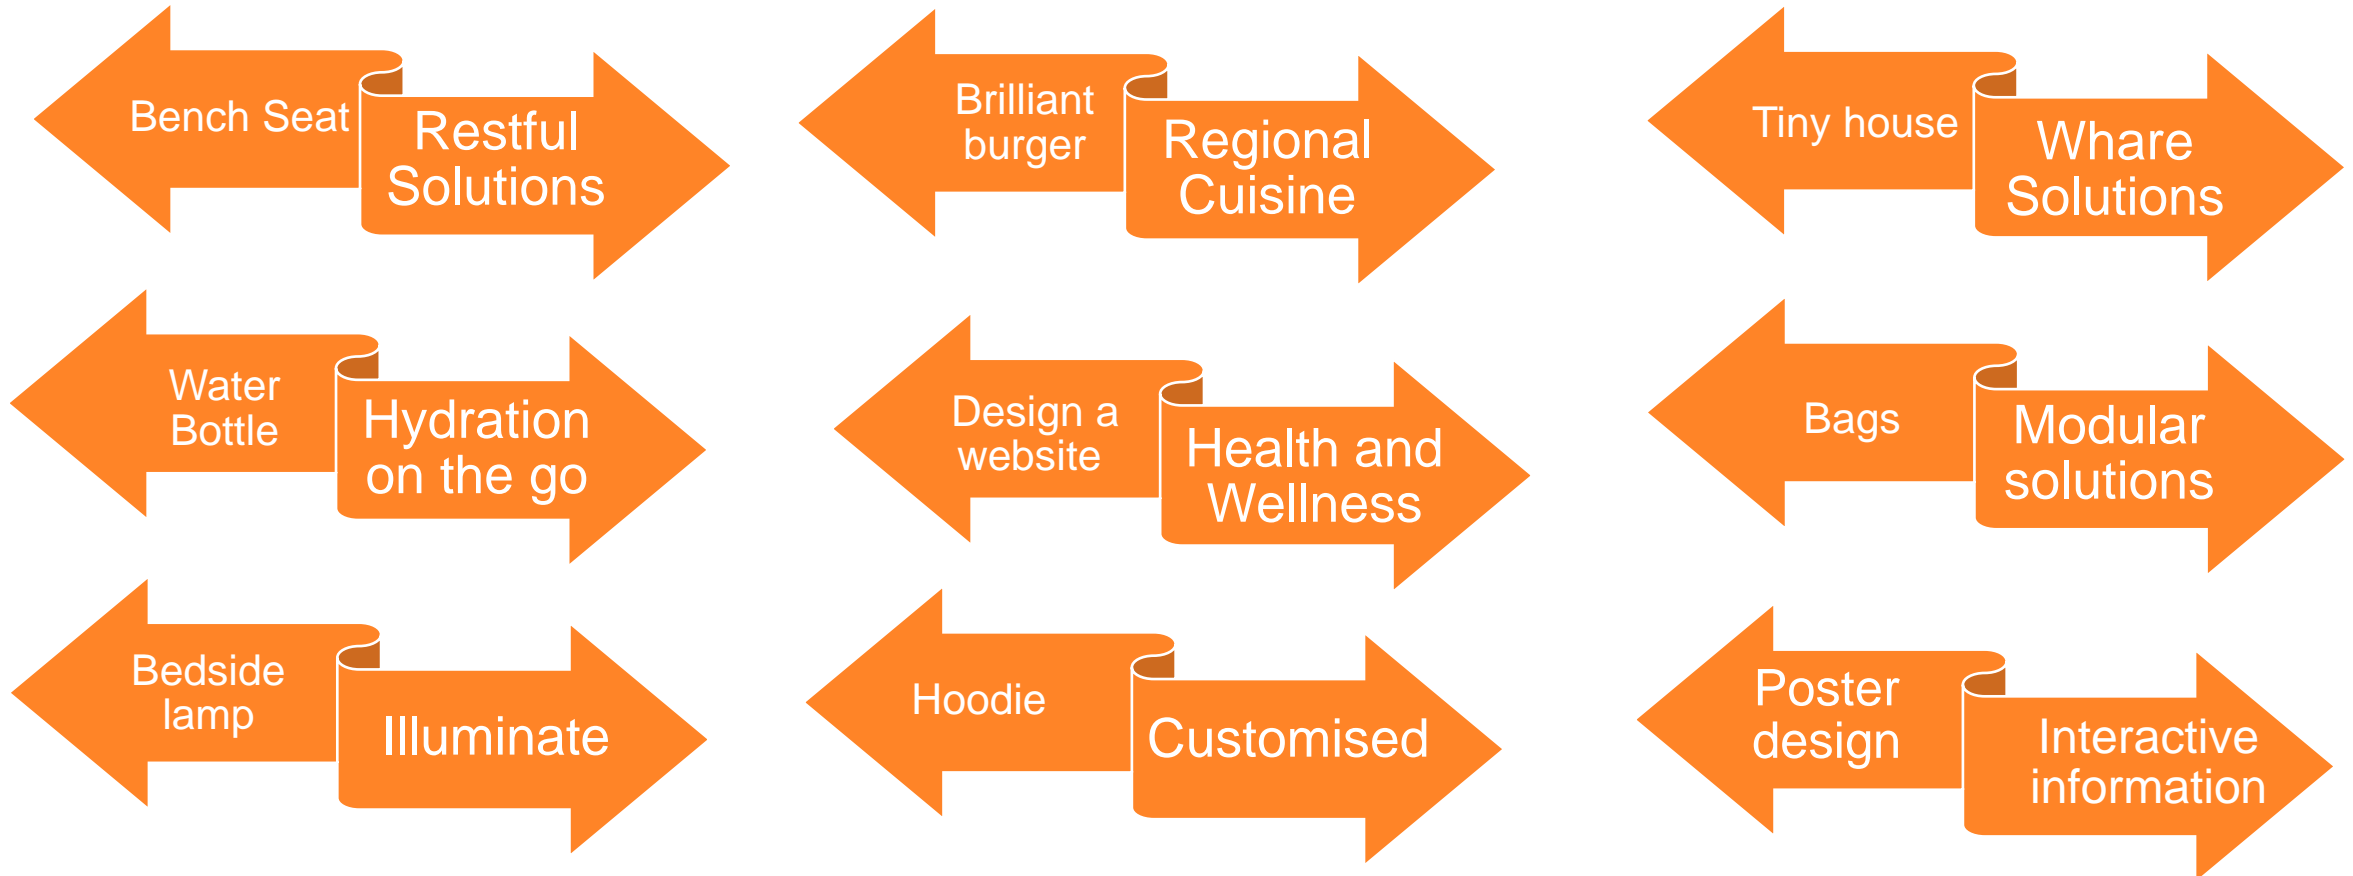 Bench Seat
Restful
Solutions
Brilliant
burger
Regional
Cuisine
Tiny house
Whare
Solutions
Water
Bottle
Hydration
on the go
Design a
website
Health and
Wellness
Bags
Modular
solutions
Bedside
lamp
Illuminate
Hoodie
Customised
Poster
design
Interactive
information